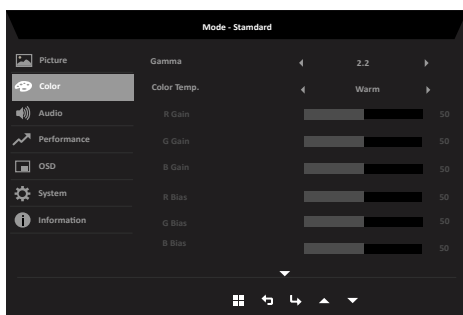 Mode - Stamdard
Picture
Gamma 2.2
Color
Color Temp. Warm
Audio
R Gain 50
Performance
G Gain 50
OSD
B Gain 50
System
R Bias 50
Information
G Bias 50
B Bias 50